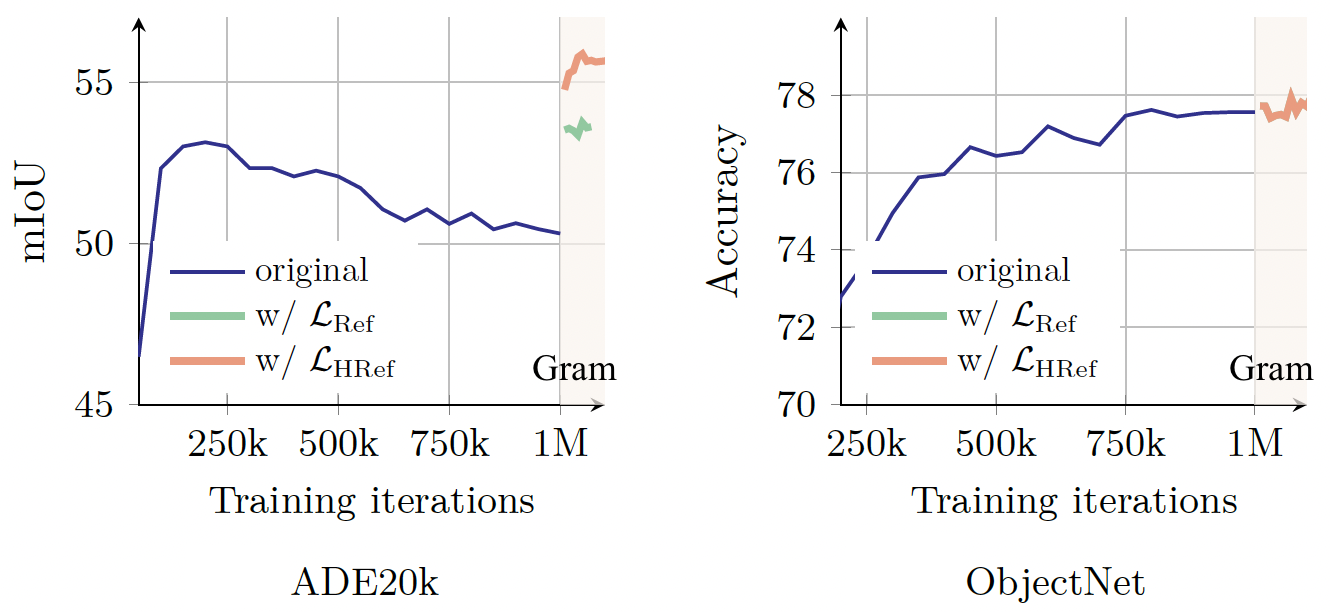 55
50
45
mIoU
original
w/ ℒRef
w/ ℒHRef
Gram
250k 500k 750k 1M
Training iterations
ADE20k
78
76
74
72
70
Accuracy
original
w/ ℒRef
w/ ℒHRef
Gram
250k 500k 750k 1M
Training iterations
ObjectNet